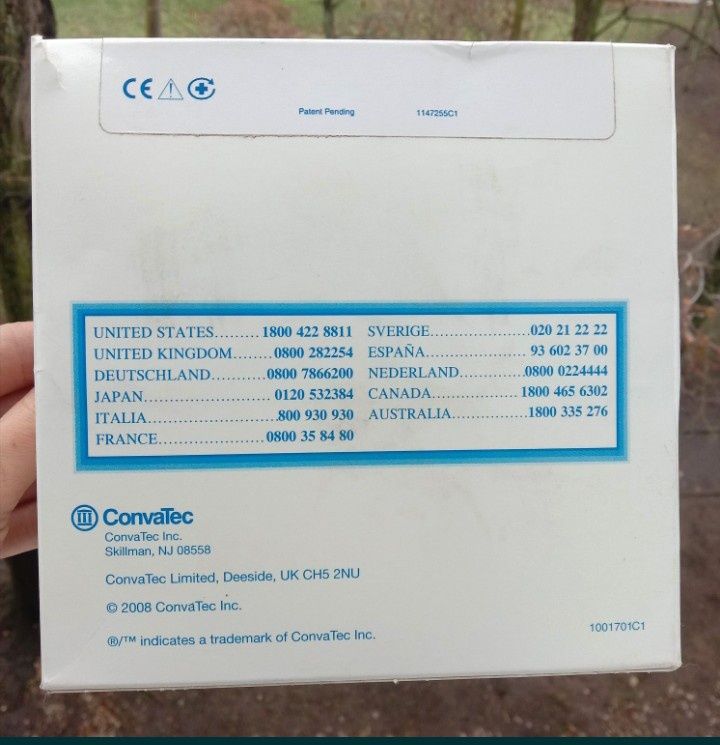 CE
Patent Pending 1147255C1
UNITED STATES.........1800 422 8811
UNITED KINGDOM.......0800 282254
DEUTSCHLAND...........0800 7866200
JAPAN..........................0120 532384
ITALIA..........................800 930 930
FRANCE.....................0800 35 84 80
SVERIGE....................020 21 22 22
ESPAÑA.................... 93 602 37 00
NEDERLAND.............0800 0224444
CANADA.................. 1800 465 6302
AUSTRALIA...............1800 335 276
ConvaTec
ConvaTec Inc.
Skillman, NJ 08558
ConvaTec Limited, Deeside, UK CH5 2NU
© 2008 ConvaTec Inc.
®/™ indicates a trademark of ConvaTec Inc.
1001701C1